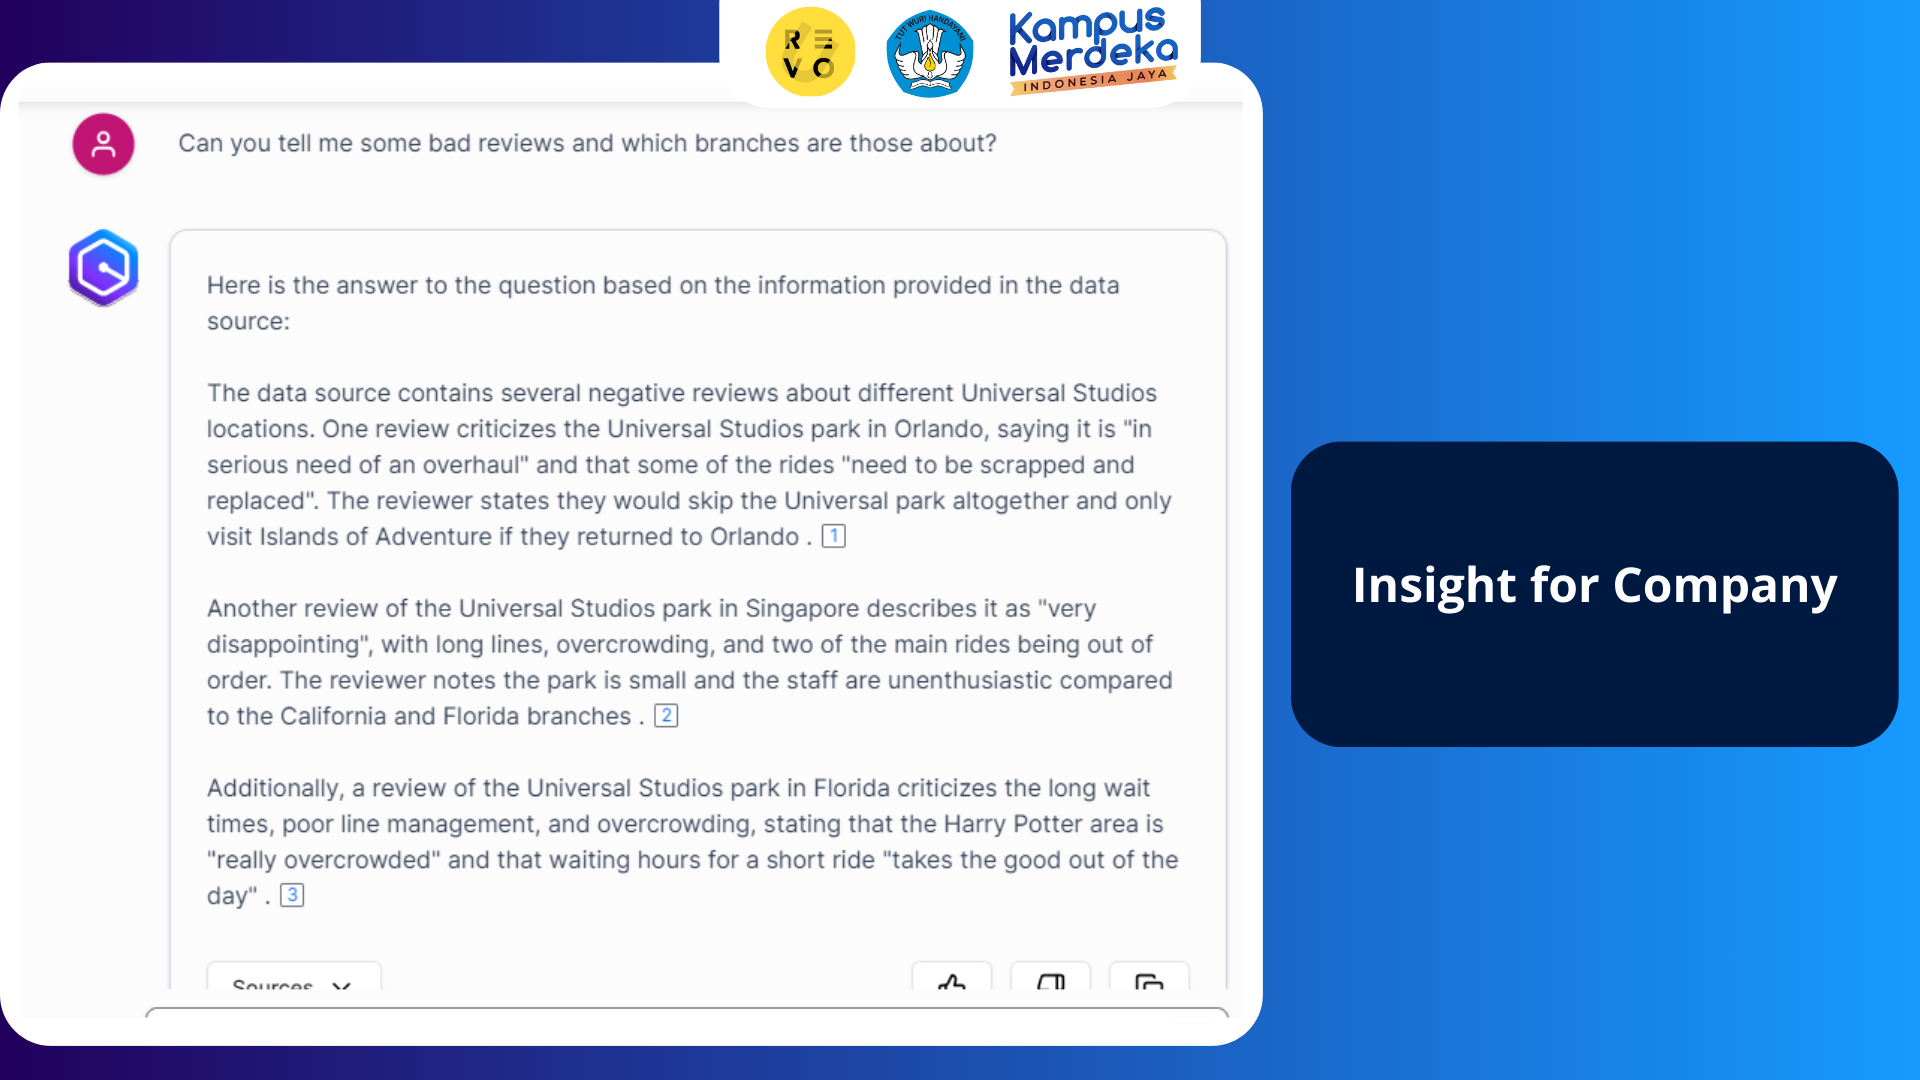 RE
VO
TUT WURI HANDAYANI
Kampus
Merdeka
INDONESIA JAYA
Can you tell me some bad reviews and which branches are those about?
Here is the answer to the question based on the information provided in the data
source:
The data source contains several negative reviews about different Universal Studios
locations. One review criticizes the Universal Studios park in Orlando, saying it is "in
serious need of an overhaul" and that some of the rides "need to be scrapped and
replaced". The reviewer states they would skip the Universal park altogether and only
visit Islands of Adventure if they returned to Orlando . 1
Another review of the Universal Studios park in Singapore describes it as "very
disappointing", with long lines, overcrowding, and two of the main rides being out of
order. The reviewer notes the park is small and the staff are unenthusiastic compared
to the California and Florida branches . 2
Additionally, a review of the Universal Studios park in Florida criticizes the long wait
times, poor line management, and overcrowding, stating that the Harry Potter area is
"really overcrowded" and that waiting hours for a short ride "takes the good out of the
day" . 3
Sources
Insight for Company